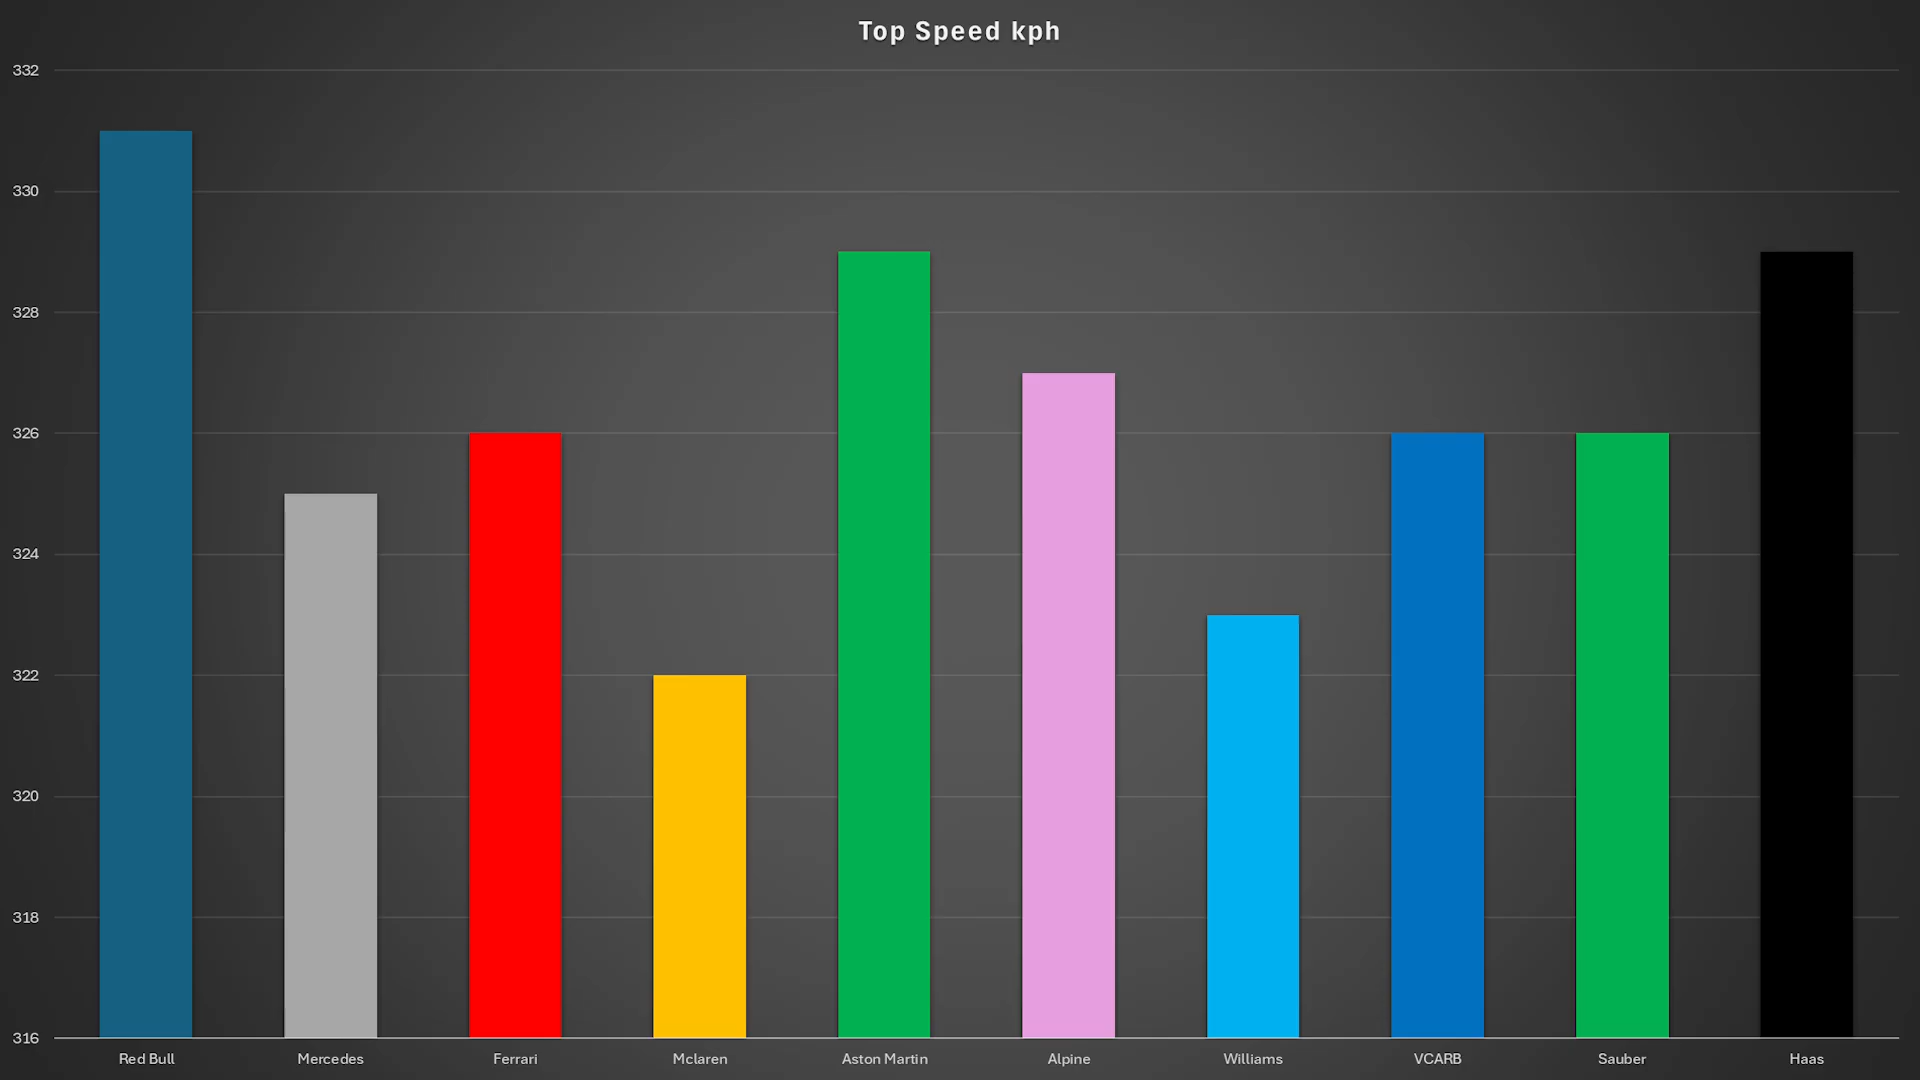 Top Speed kph
332
330
328
326
324
322
320
318
316
Red Bull
Mercedes
Ferrari
Mclaren
Aston Martin
Alpine
Williams
VCARB
Sauber
Haas